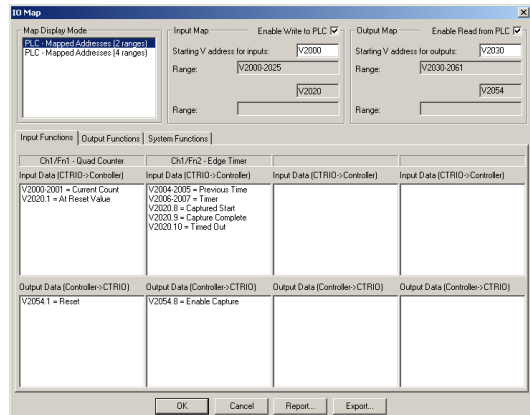 IO Map
Map Display Mode
PLC - Mapped Addresses (2 ranges)
PLC - Mapped Addresses (4 ranges)
Input Map
Enable Write to PLC
Starting V address for inputs:
V2000
Range:
V2000-2025
V2020
Range:
Output Map
Enable Read from PLC
Starting V address for outputs:
V2030
Range:
V2030-2061
V2054
Range:
Input Functions
Output Functions
System Functions
Ch1/Fn1 - Quad Counter
Ch1/Fn2 - Edge Timer
Input Data (CTRIO->Controller)
Input Data (CTRIO->Controller)
Input Data (CTRIO->Controller)
Input Data (CTRIO->Controller)
V2000-2001 = Current Count
V2020.1 = At Reset Value
V2004-2005 = Previous Time
V2006-2007 = Timer
V2020.8 = Captured Start
V2020.9 = Capture Complete
V2020.10 = Timed Out
Output Data (Controller->CTRIO)
Output Data (Controller->CTRIO)
Output Data (Controller->CTRIO)
Output Data (Controller->CTRIO)
V2054.1 = Reset
V2054.8 = Enable Capture
OK
Cancel
Report...
Export...